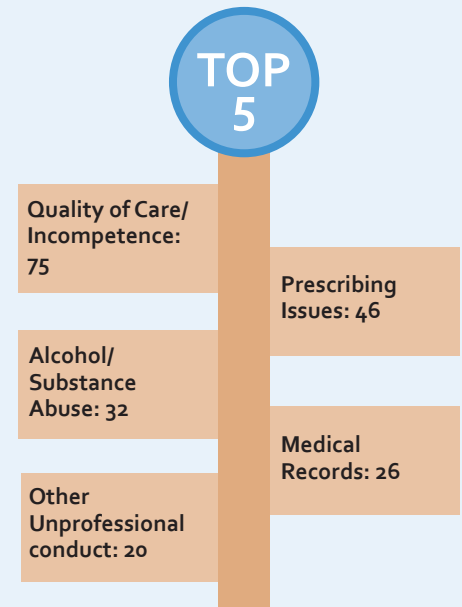 TOP
5
Quality of Care/
Incompetence:
75
Prescribing
Issues: 46
Alcohol/
Substance
Abuse: 32
Medical
Records: 26
Other
Unprofessional
conduct: 20